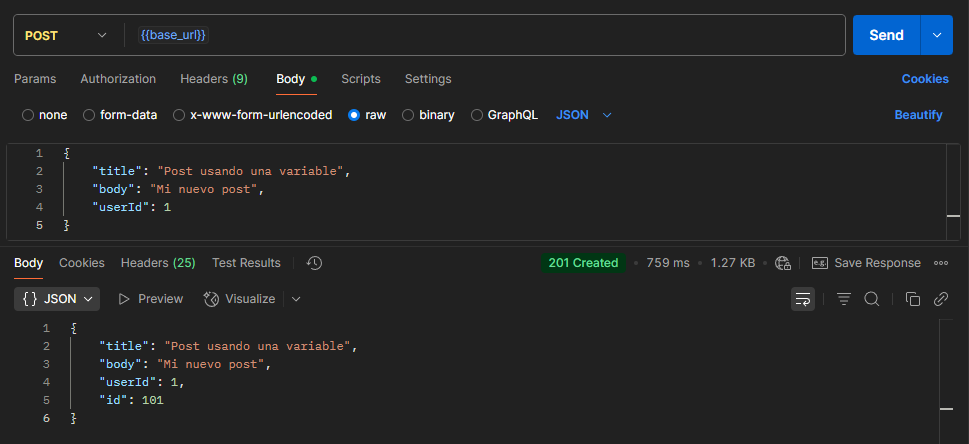 POST {{base_url}} Send
Params Authorization Headers (9) Body Scripts Settings Cookies
none form-data x-www-form-urlencoded raw binary GraphQL JSON Beautify
1 {
2 "title": "Post usando una variable",
3 "body": "Mi nuevo post",
4 "userId": 1
5 }
Body Cookies Headers (25) Test Results 201 Created 759 ms 1.27 KB e.g. Save Response
{} JSON Preview Visualize
1 {
2 "title": "Post usando una variable",
3 "body": "Mi nuevo post",
4 "userId": 1,
5 "id": 101
6 }